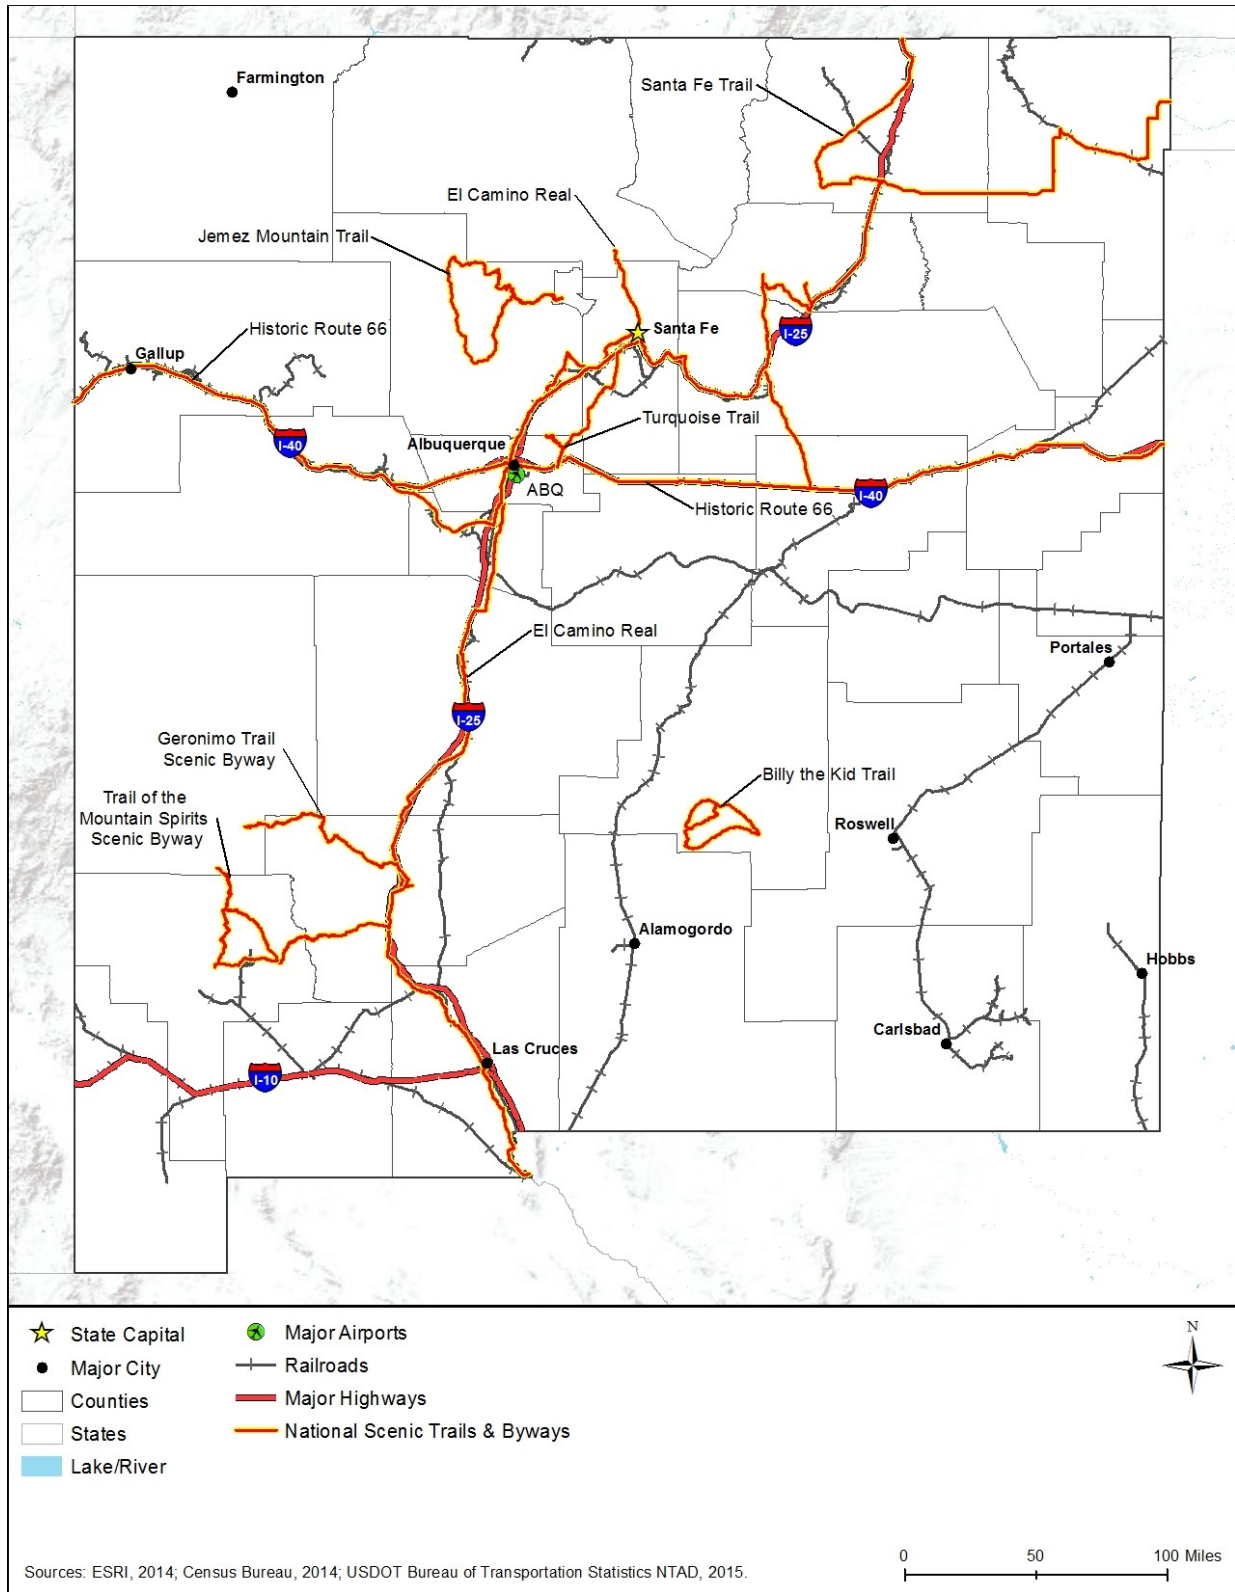 Farmington
Santa Fe Trail
El Camino Real
Jemez Mountain Trail
Santa Fe
I-25
Historic Route 66
Gallup
Turquoise Trail
I-40
Albuquerque
ABQ
I-40
Historic Route 66
El Camino Real
Portales
I-25
Geronimo Trail
Scenic Byway
Billy the Kid Trail
Trail of the
Mountain Spirits
Scenic Byway
Roswell
Alamogordo
Hobbs
Carlsbad
Las Cruces
I-10
State Capital
Major City
Counties
States
Lake/River
Major Airports
Railroads
Major Highways
National Scenic Trails & Byways
N
Sources: ESRI, 2014; Census Bureau, 2014; USDOT Bureau of Transportation Statistics NTAD, 2015.
0 50 100 Miles